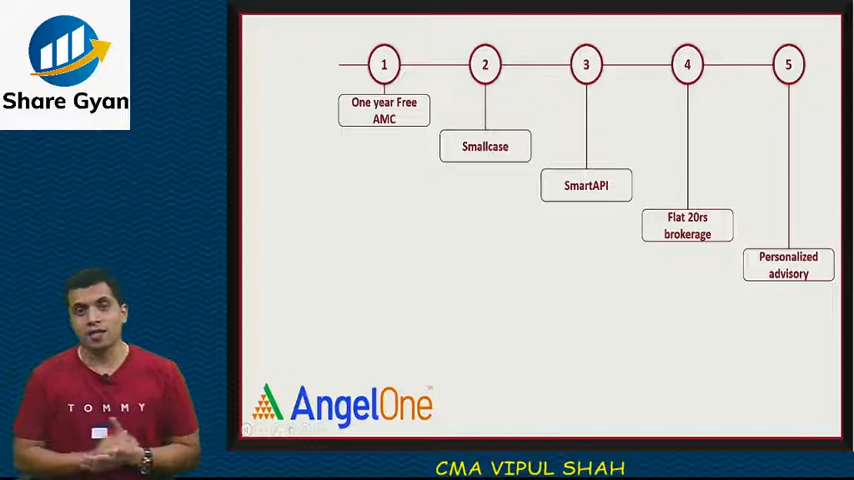 Share Gyan
1
2
3
4
5
One year Free
AMC
Smallcase
SmartAPI
Flat 20rs
brokerage
Personalized
advisory
TOMMY
AngelOne
CMA VIPUL SHAH